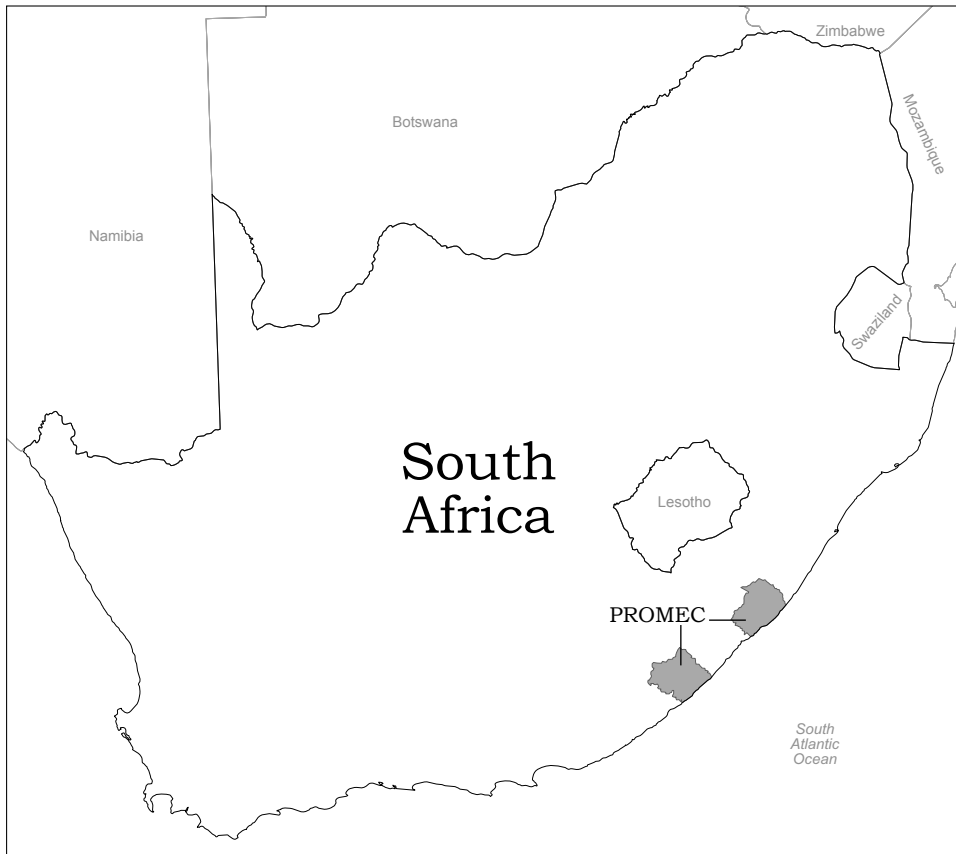 Zimbabwe
Mozambique
Botswana
Namibia
Swaziland
South
Africa
Lesotho
PROMEC
South
Atlantic
Ocean